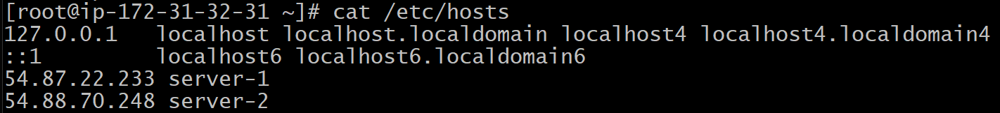 [root@ip-172-31-32-31 ~]# cat /etc/hosts
127.0.0.1   localhost localhost.localdomain localhost4 localhost4.localdomain4
::1         localhost6 localhost6.localdomain6
54.87.22.233 server-1
54.88.70.248 server-2